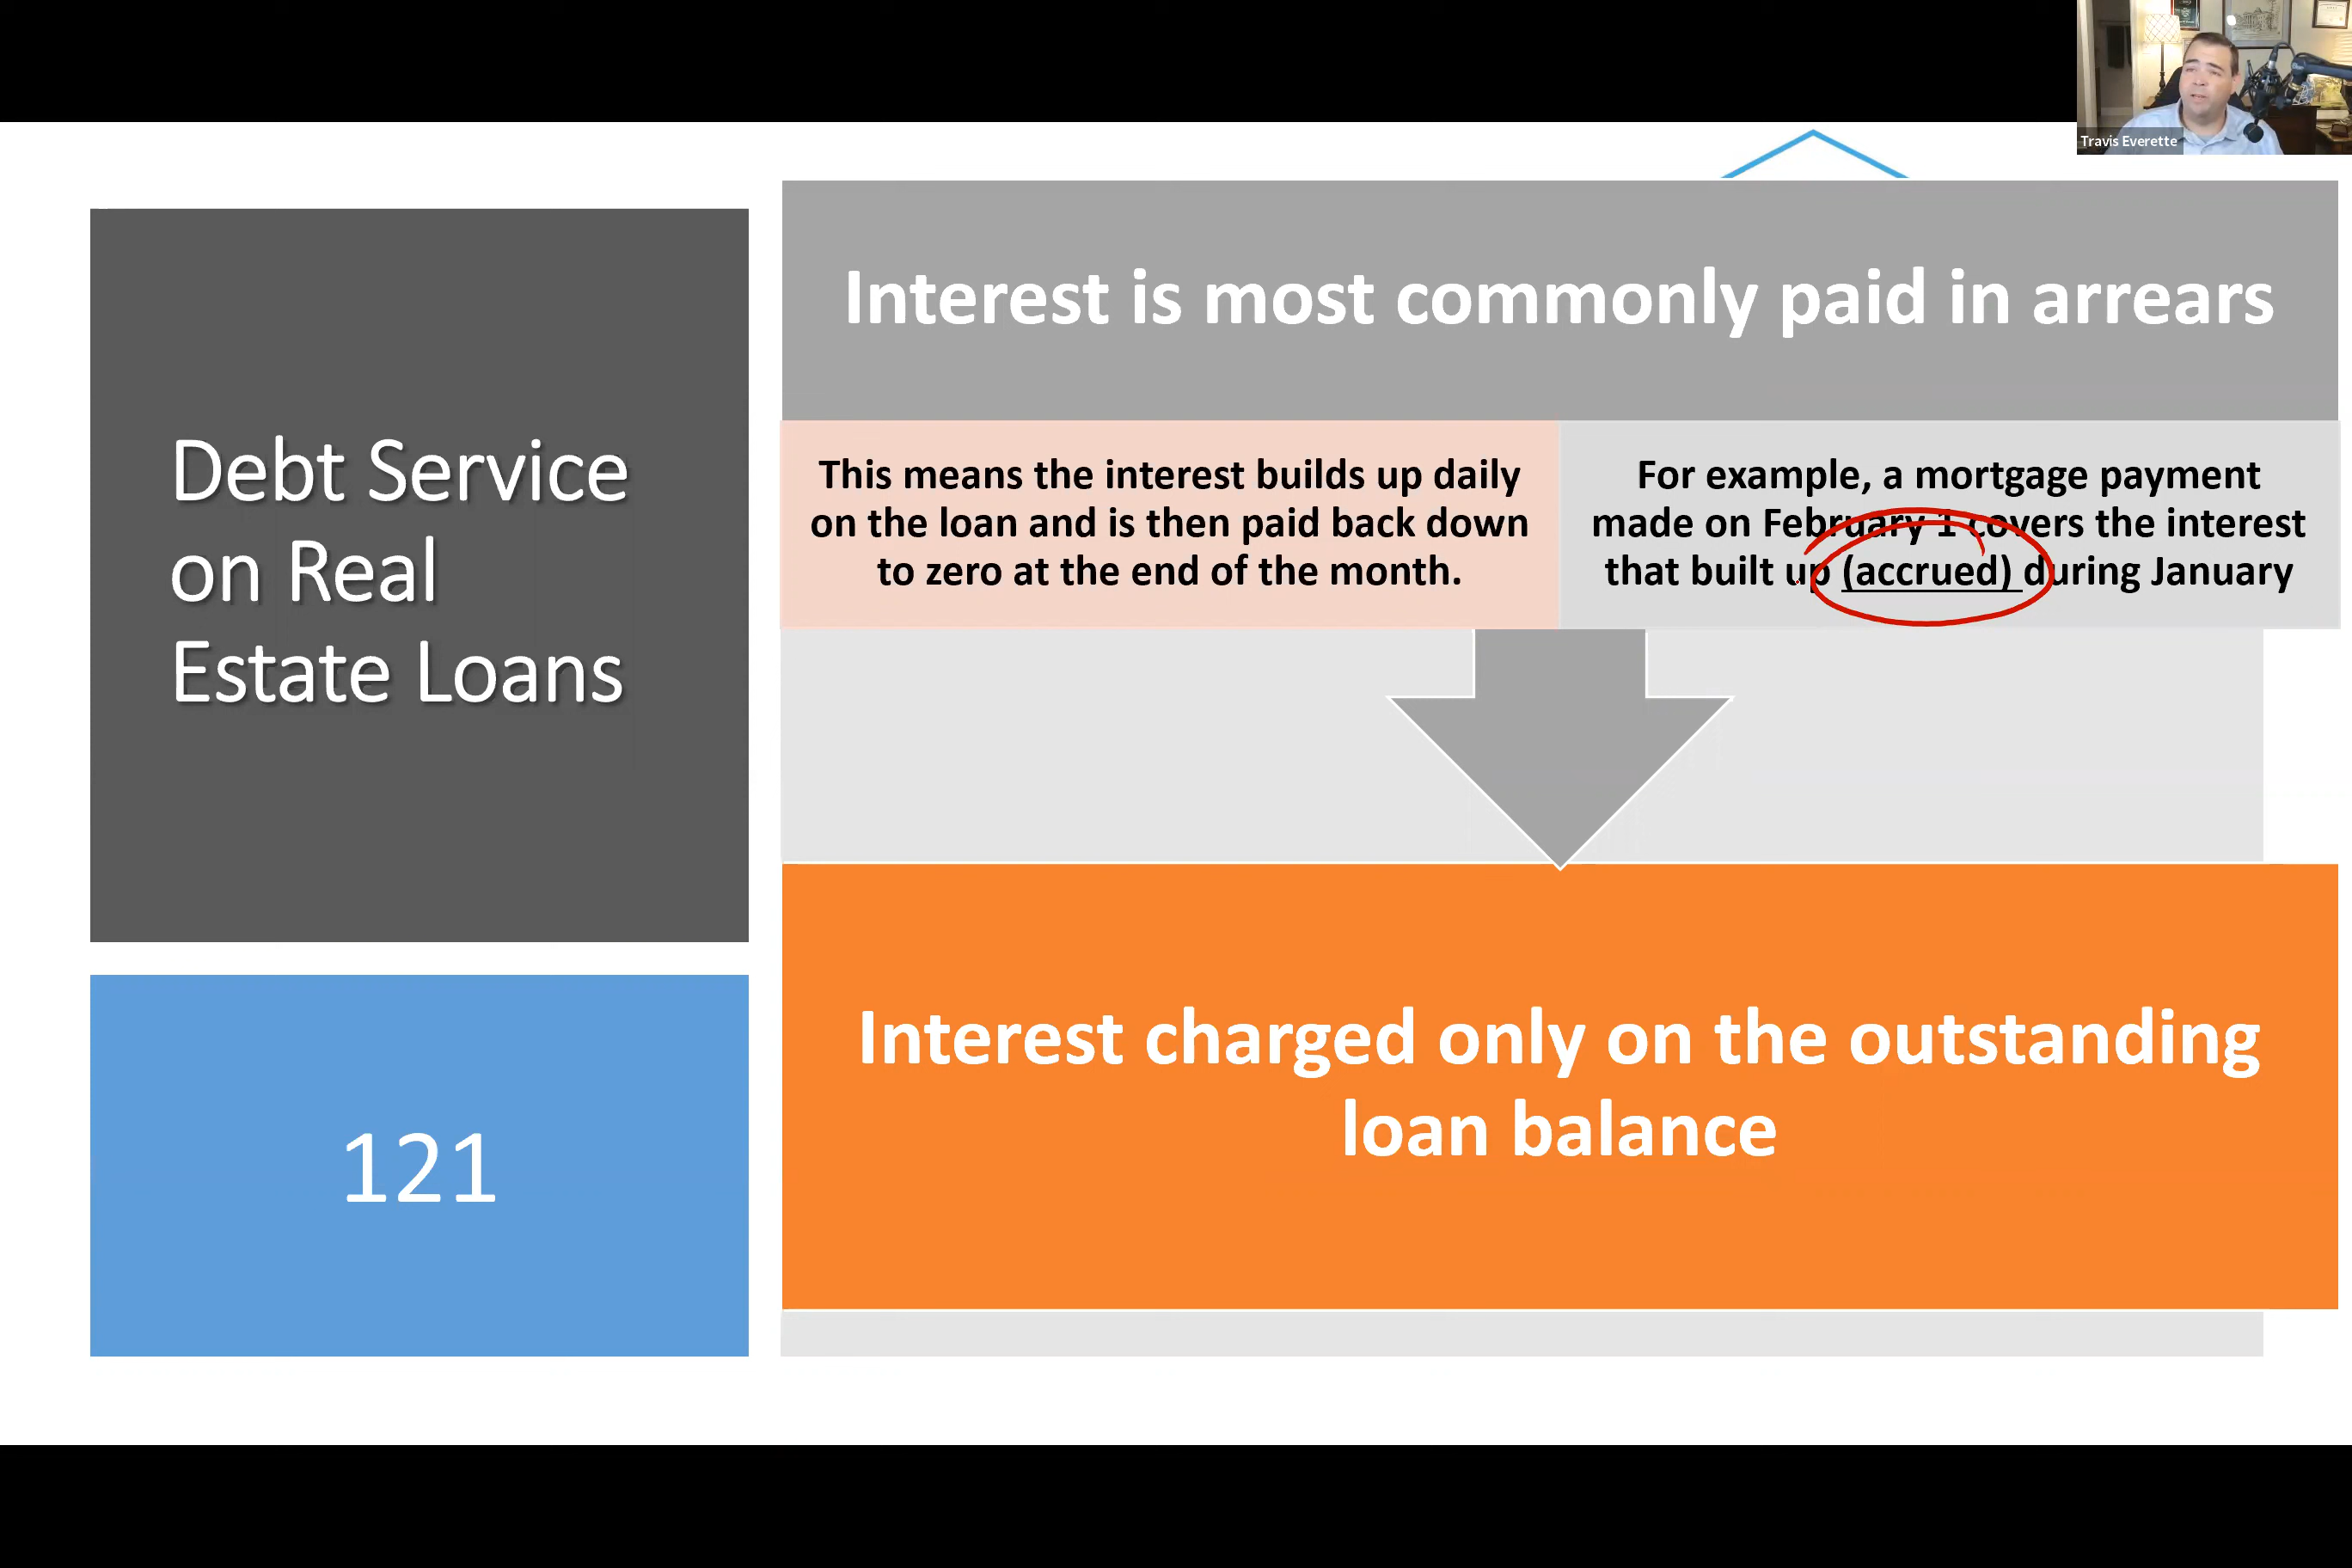 Travis Everette
Debt Service
on Real
Estate Loans
121
Interest is most commonly paid in arrears
This means the interest builds up daily
on the loan and is then paid back down
to zero at the end of the month.
For example, a mortgage payment
made on February 1 covers the interest
that built up (accrued) during January
Interest charged only on the outstanding
loan balance